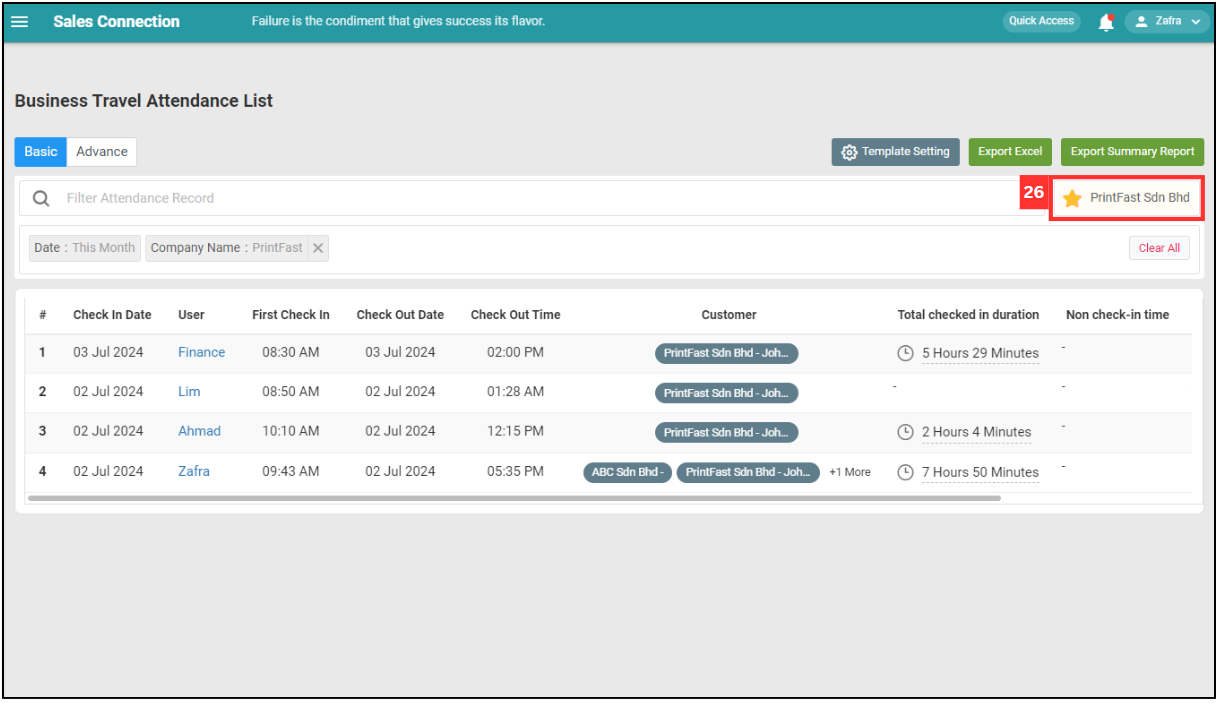 Sales Connection Failure is the condiment that gives success its flavor. Quick Access Zafra
Business Travel Attendance List
Basic Advance Template Setting Export Excel Export Summary Report
Filter Attendance Record 26 PrintFast Sdn Bhd
Date : This Month Company Name : PrintFast Clear All
# Check In Date User First Check In Check Out Date Check Out Time Customer Total checked in duration Non check-in time
1 03 Jul 2024 Finance 08:30 AM 03 Jul 2024 02:00 PM PrintFast Sdn Bhd - Joh... 5 Hours 29 Minutes -
2 02 Jul 2024 Lim 08:50 AM 02 Jul 2024 01:28 AM PrintFast Sdn Bhd - Joh... - -
3 02 Jul 2024 Ahmad 10:10 AM 02 Jul 2024 12:15 PM PrintFast Sdn Bhd - Joh... 2 Hours 4 Minutes -
4 02 Jul 2024 Zafra 09:43 AM 02 Jul 2024 05:35 PM ABC Sdn Bhd - PrintFast Sdn Bhd - Joh... +1 More 7 Hours 50 Minutes -